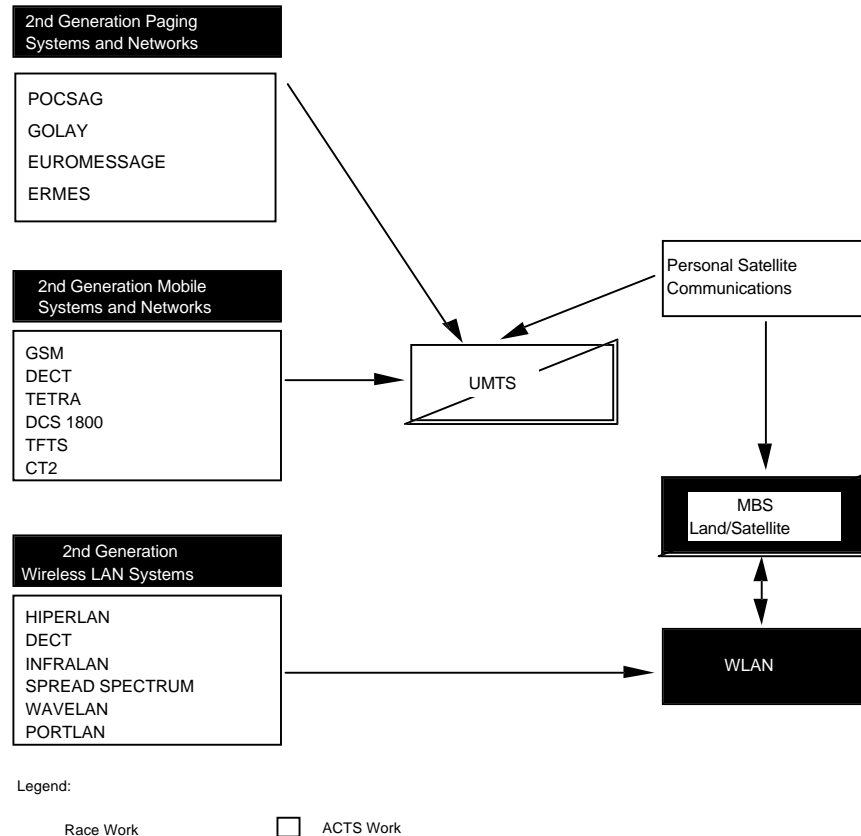 2nd Generation Paging
Systems and Networks
POCSAG
GOLAY
EUROMESSAGE
ERMES
Personal Satellite
Communications
2nd Generation Mobile
Systems and Networks
GSM
DECT
TETRA
DCS 1800
TFTS
CT2
UMTS
MBS
Land/Satellite
2nd Generation
Wireless LAN Systems
HIPERLAN
DECT
INFRALAN
SPREAD SPECTRUM
WAVELAN
PORTLAN
WLAN
Legend:
Race Work
ACTS Work